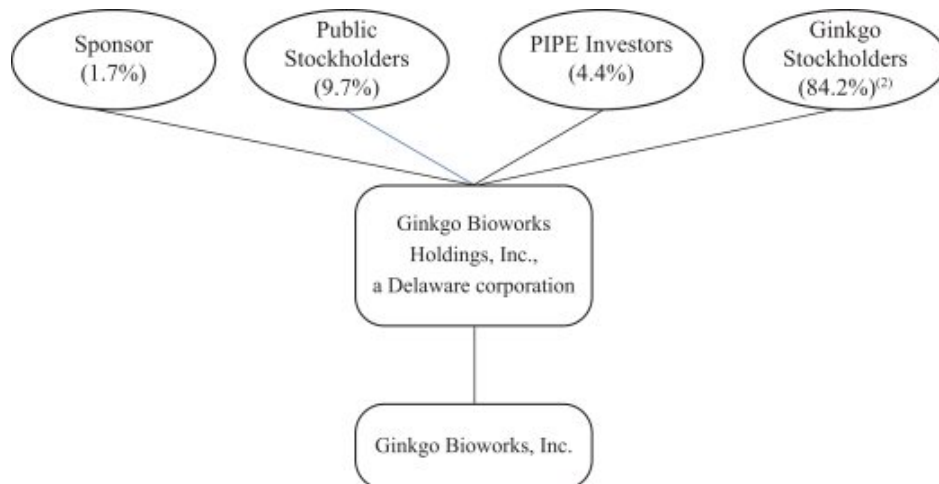 Sponsor
(1.7%)
Public
Stockholders
(9.7%)
PIPE Investors
(4.4%)
Ginkgo
Stockholders
(84.2%)(2)
Ginkgo Bioworks
Holdings, Inc.,
a Delaware corporation
Ginkgo Bioworks, Inc.